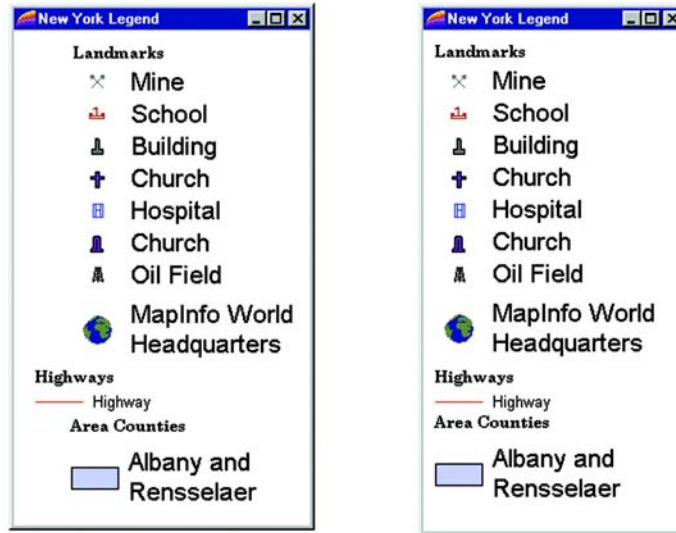 New York Legend
Landmarks
Mine
School
Building
Church
Hospital
Church
Oil Field
MapInfo World
Headquarters
Highways
Highway
Area Counties
Albany and
Rensselaer
New York Legend
Landmarks
Mine
School
Building
Church
Hospital
Church
Oil Field
MapInfo World
Headquarters
Highways
Highway
Area Counties
Albany and
Rensselaer